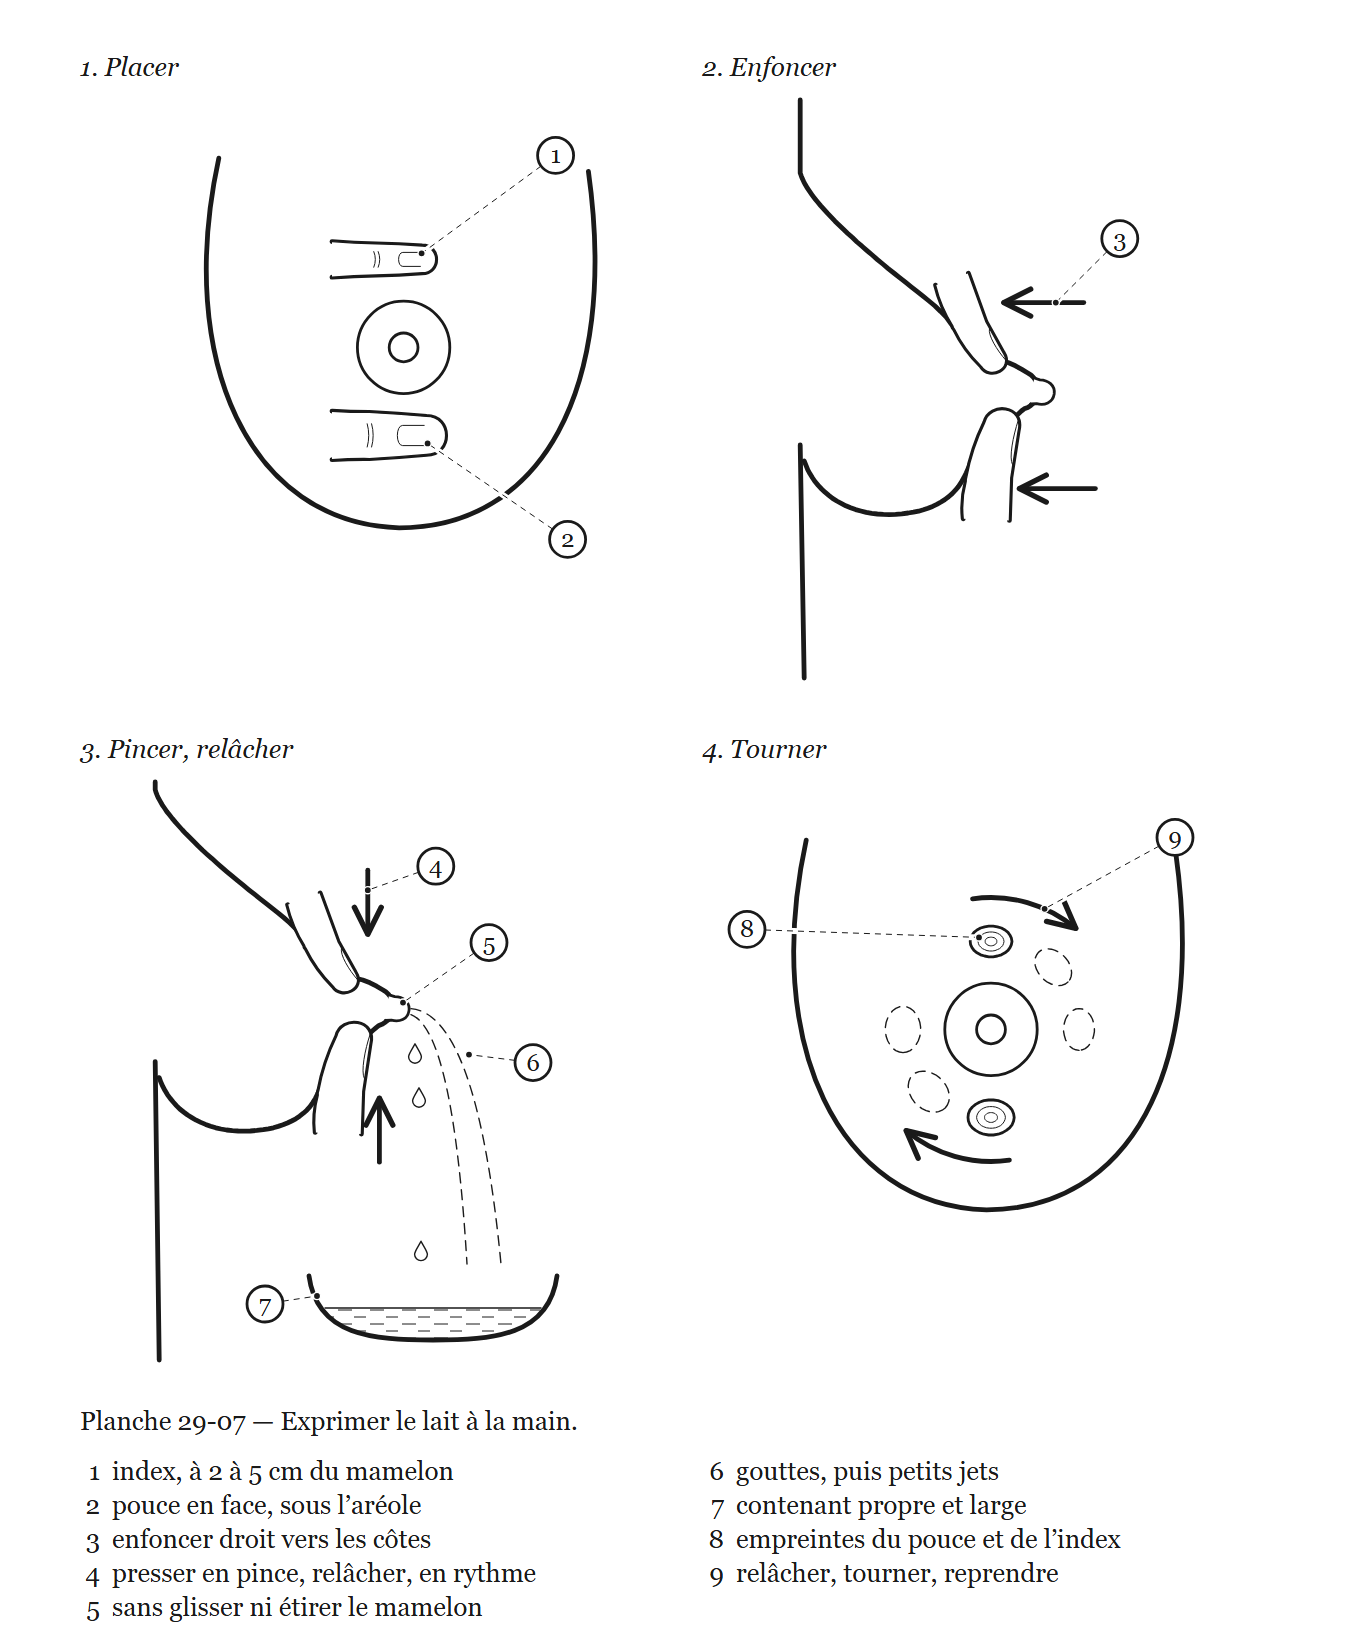 1. Placer
2. Enfoncer
1
3
2
3. Pincer, relâcher
4. Tourner
4
9
8
5
6
7
Planche 29-07 — Exprimer le lait à la main.
1 index, à 2 à 5 cm du mamelon
2 pouce en face, sous l’aréole
3 enfoncer droit vers les côtes
4 presser en pince, relâcher, en rythme
5 sans glisser ni étirer le mamelon
6 gouttes, puis petits jets
7 contenant propre et large
8 empreintes du pouce et de l’index
9 relâcher, tourner, reprendre